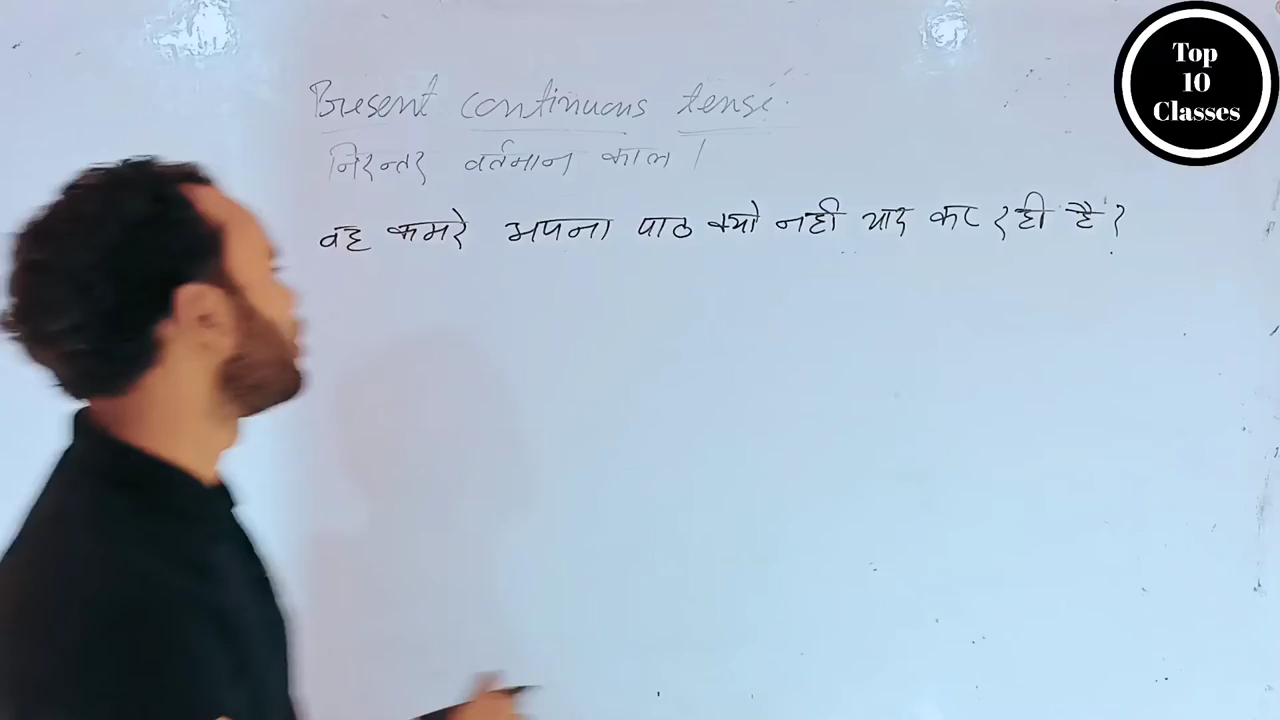 Present continuous tense.
निरन्तर वर्तमान काल।
वह कमरे अपना पाठ क्यो नही याद कर रही है?
Top
10
Classes